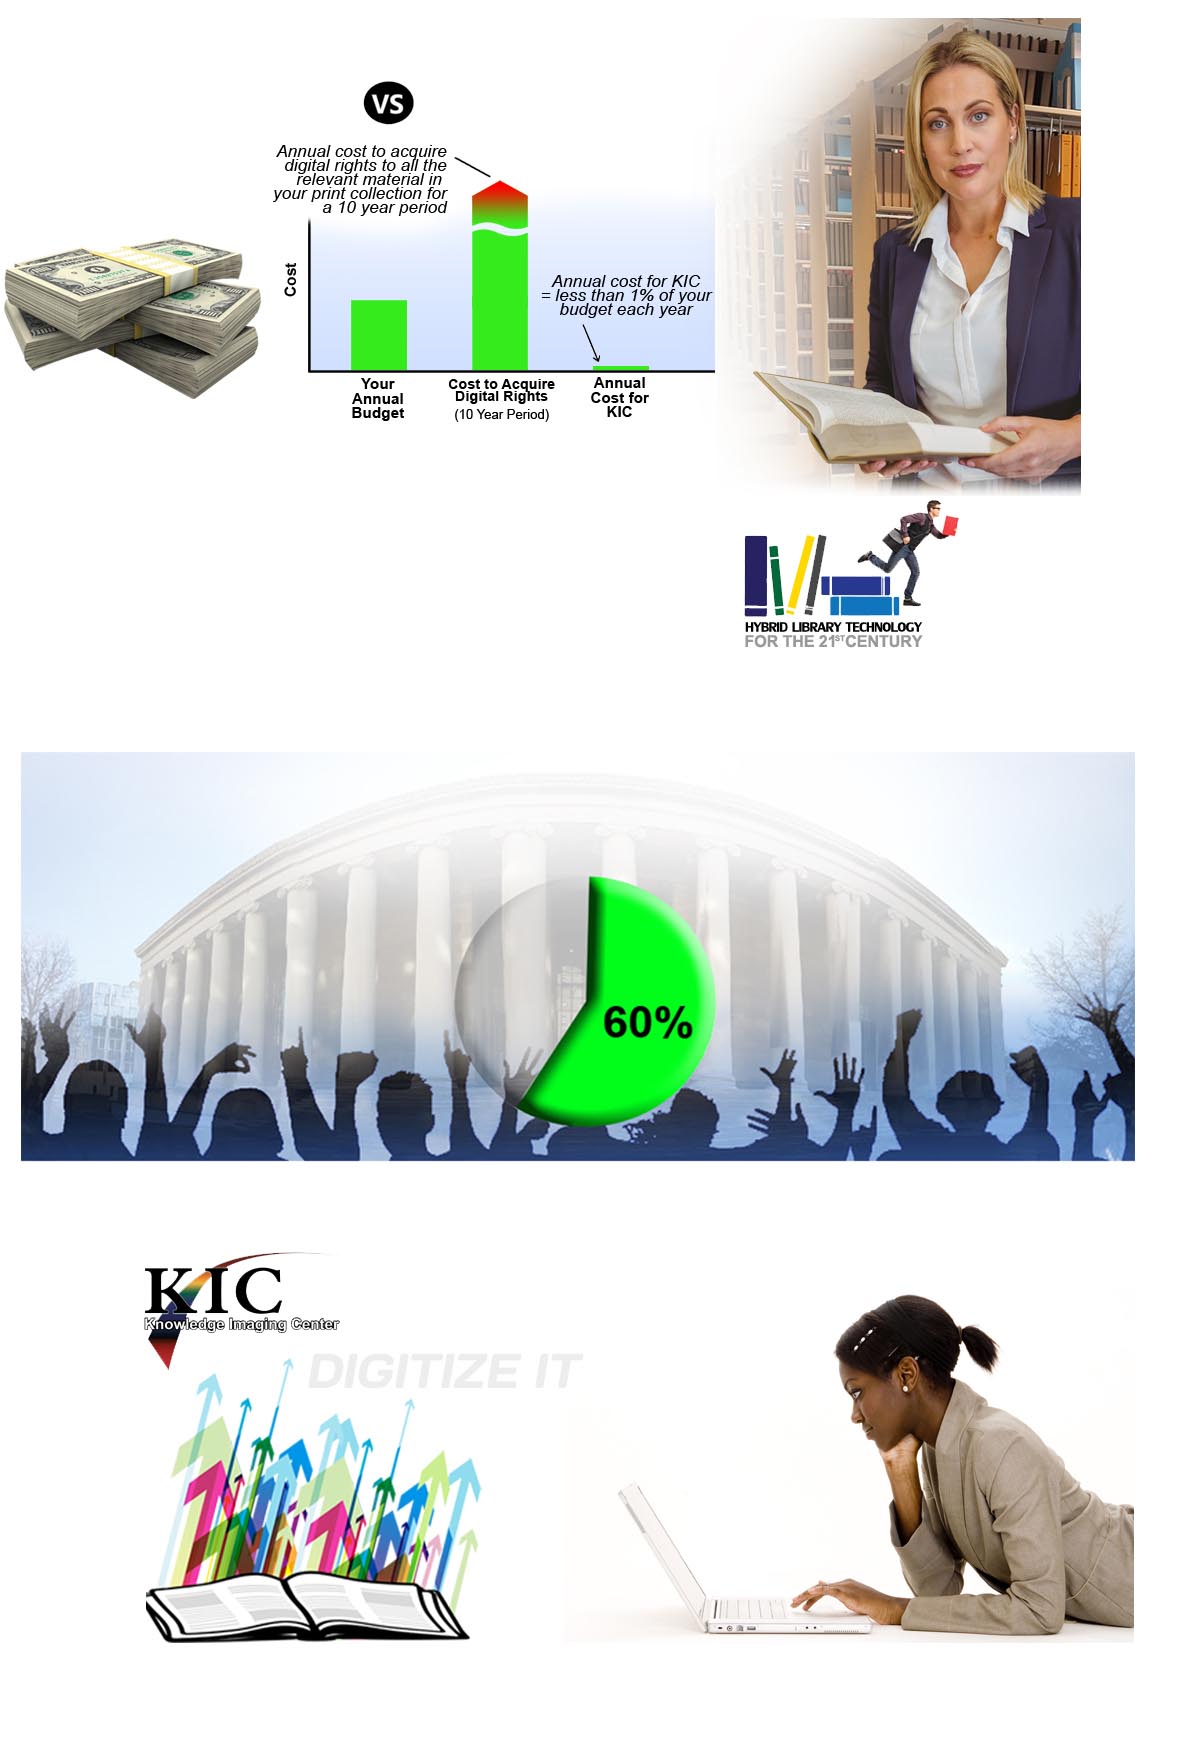 VS
Annual cost to acquire
digital rights to all the
relevant material in
your print collection for
a 10 year period
Annual cost for KIC
= less than 1% of your
budget each year
Cost
Your
Annual
Budget
Cost to Acquire
Digital Rights
(10 Year Period)
Annual
Cost for
KIC
HYBRID LIBRARY TECHNOLOGY
FOR THE 21ST CENTURY
60%
KIC
Knowledge Imaging Center
DIGITIZE IT